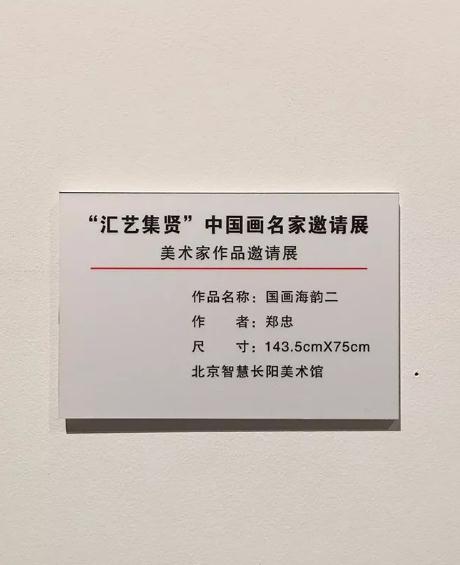 “汇艺集贤”中国画名家邀请展
美术家作品邀请展
作品名称：国画海韵二
作　　者：郑忠
尺　　寸：143.5cmX75cm
北京智慧长阳美术馆